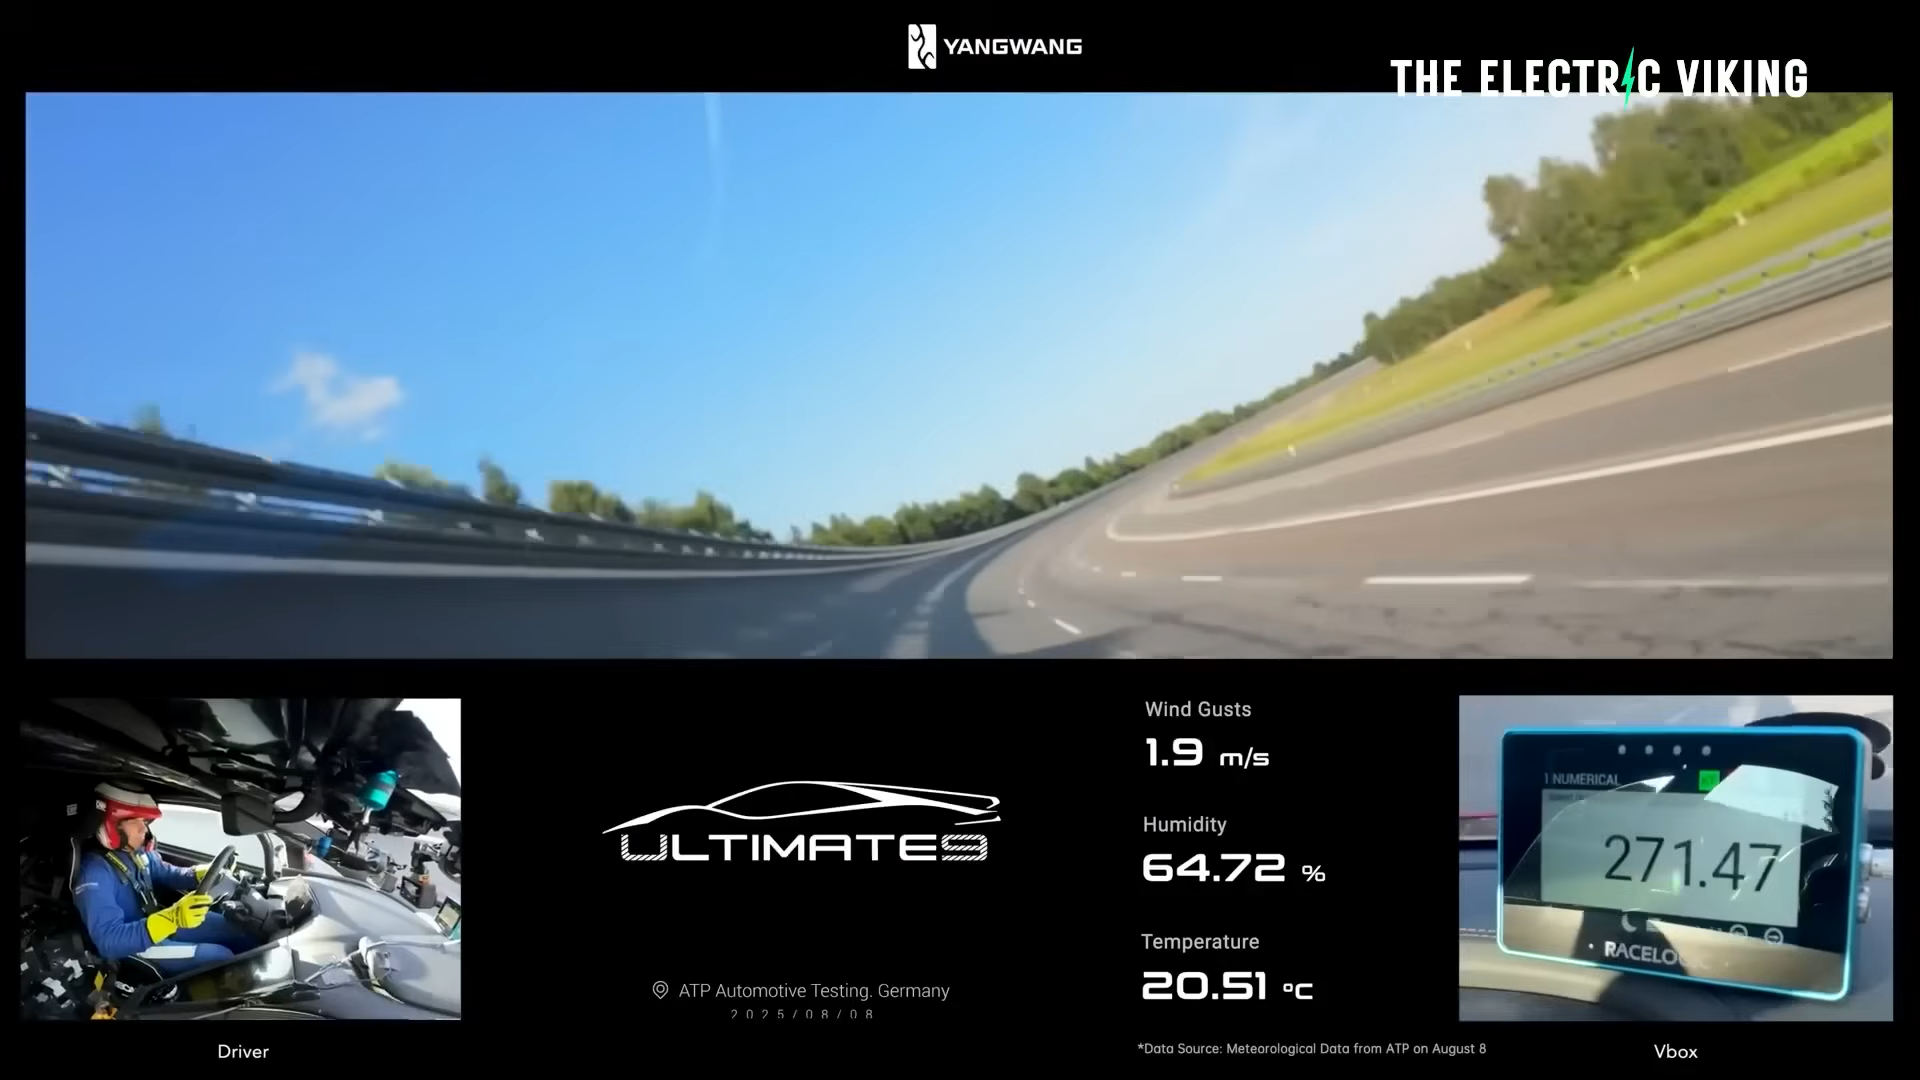 YANGWANG
THE ELECTRIC VIKING
Wind Gusts
1.9 m/s
Humidity
64.72 %
Temperature
20.51 °C
*Data Source: Meteorological Data from ATP on August 8
ULTIMATE9
ATP Automotive Testing. Germany
2025/08/08
1 NUMERICAL
271.47
Driver
Vbox